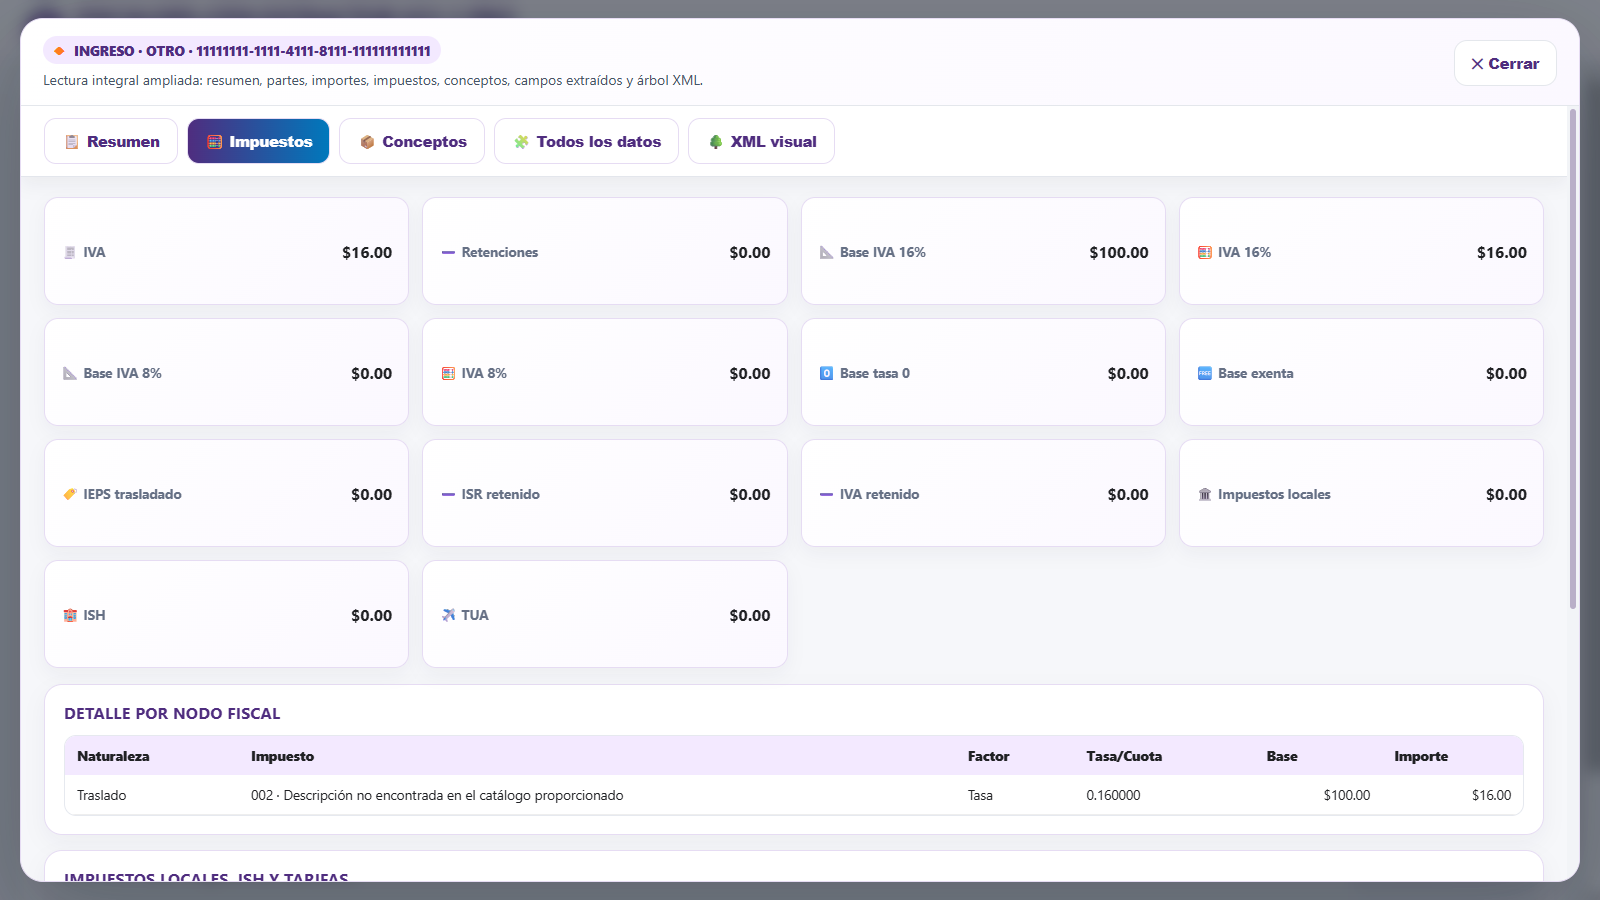 INGRESO · OTRO · 11111111-1111-4111-8111-111111111111
Lectura integral ampliada: resumen, partes, importes, impuestos, conceptos, campos extraídos y árbol XML.
Cerrar
Resumen
Impuestos
Conceptos
Todos los datos
XML visual
IVA $16.00
Retenciones $0.00
Base IVA 16% $100.00
IVA 16% $16.00
Base IVA 8% $0.00
IVA 8% $0.00
Base tasa 0 $0.00
Base exenta $0.00
IEPS trasladado $0.00
ISR retenido $0.00
IVA retenido $0.00
Impuestos locales $0.00
ISH $0.00
TUA $0.00
DETALLE POR NODO FISCAL
Naturaleza Impuesto Factor Tasa/Cuota Base Importe
Traslado 002 · Descripción no encontrada en el catálogo proporcionado Tasa 0.160000 $100.00 $16.00
IMPUESTOS LOCALES, ISH Y TARIFAS